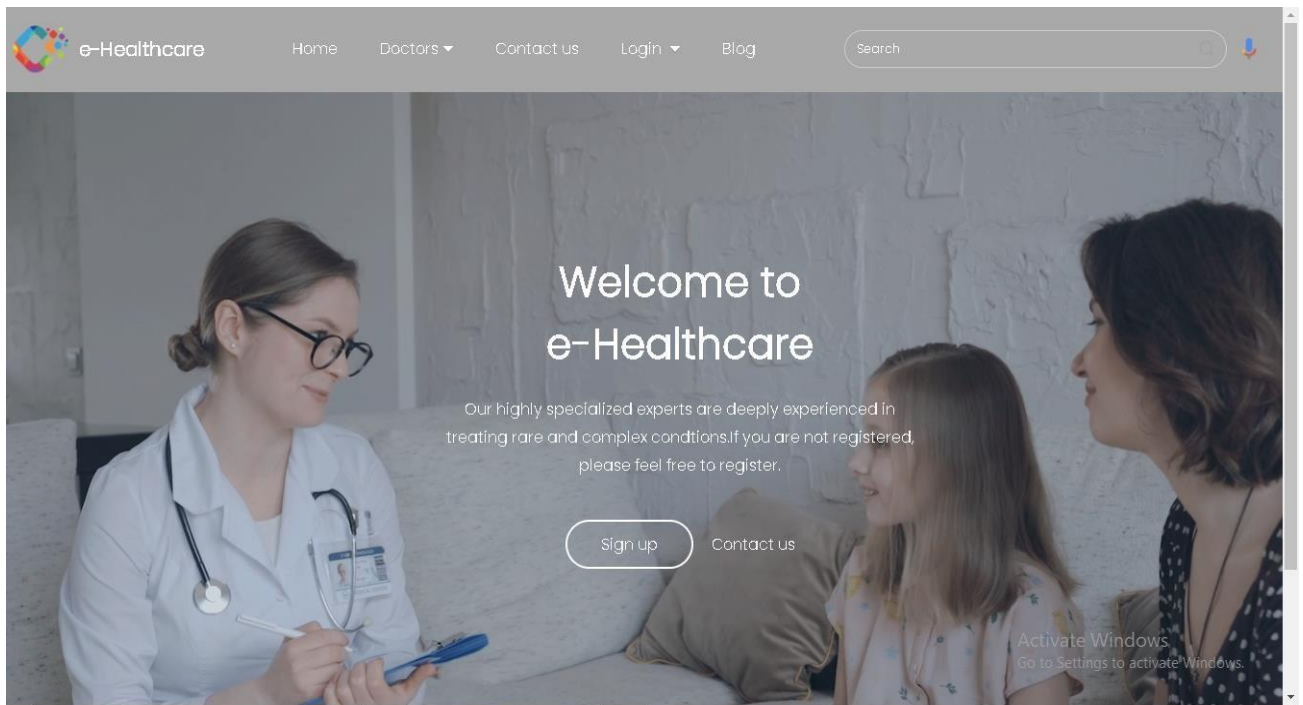 e-Healthcare
Home
Doctors
Contact us
Login
Blog
Search
Welcome to
e-Healthcare
Our highly specialized experts are deeply experienced in
treating rare and complex condtions.If you are not registered,
please feel free to register.
Sign up
Contact us
Activate Windows
Go to Settings to activate Windows.